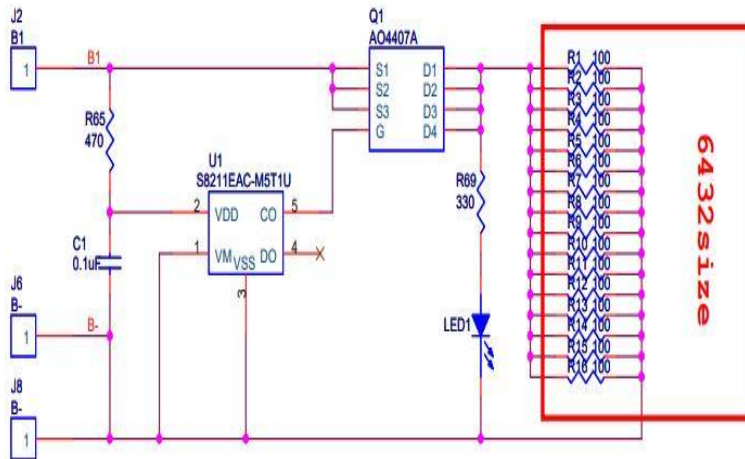 J2
B1
1
B1
Q1
AO4407A
S1
S2
S3
G
D1
D2
D3
D4
R65
470
U1
S8211EAC-M5T1U
2
VDD
CO
5
1
VM
VSS
DO
4
3
C1
0.1uF
R69
330
LED1
J6
B-
1
B-
J8
B-
1
R1 100
R2 100
R3 100
R4 100
R5 100
R6 100
R7 100
R8 100
R9 100
R10 100
R11 100
R12 100
R13 100
R14 100
R15 100
R16 100
6432size